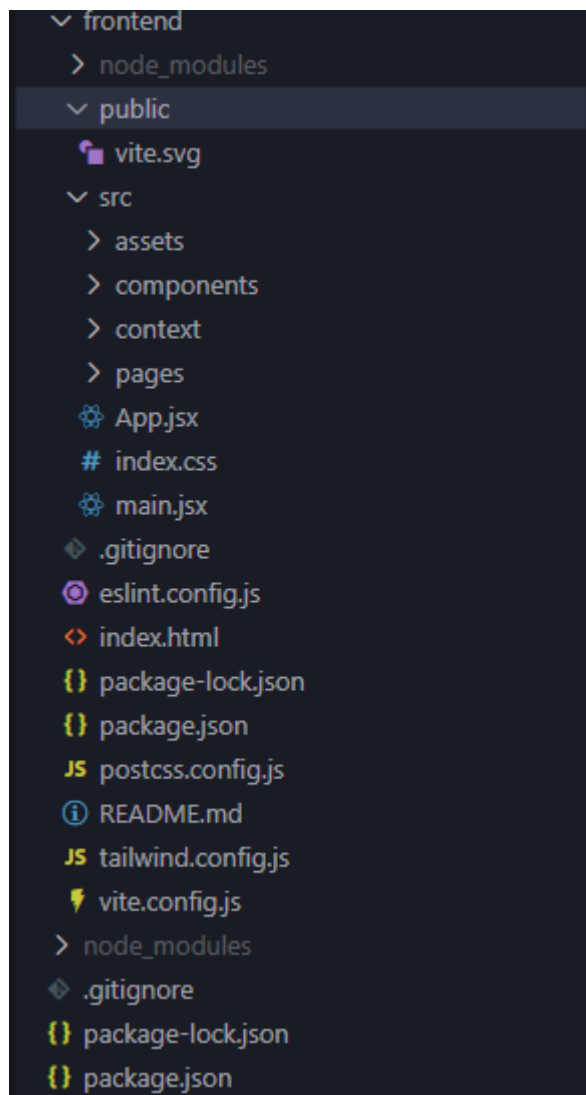 frontend
node_modules
public
vite.svg
src
assets
components
context
pages
App.jsx
# index.css
main.jsx
.gitignore
eslint.config.js
<> index.html
{} package-lock.json
{} package.json
JS postcss.config.js
README.md
JS tailwind.config.js
vite.config.js
node_modules
.gitignore
{} package-lock.json
{} package.json